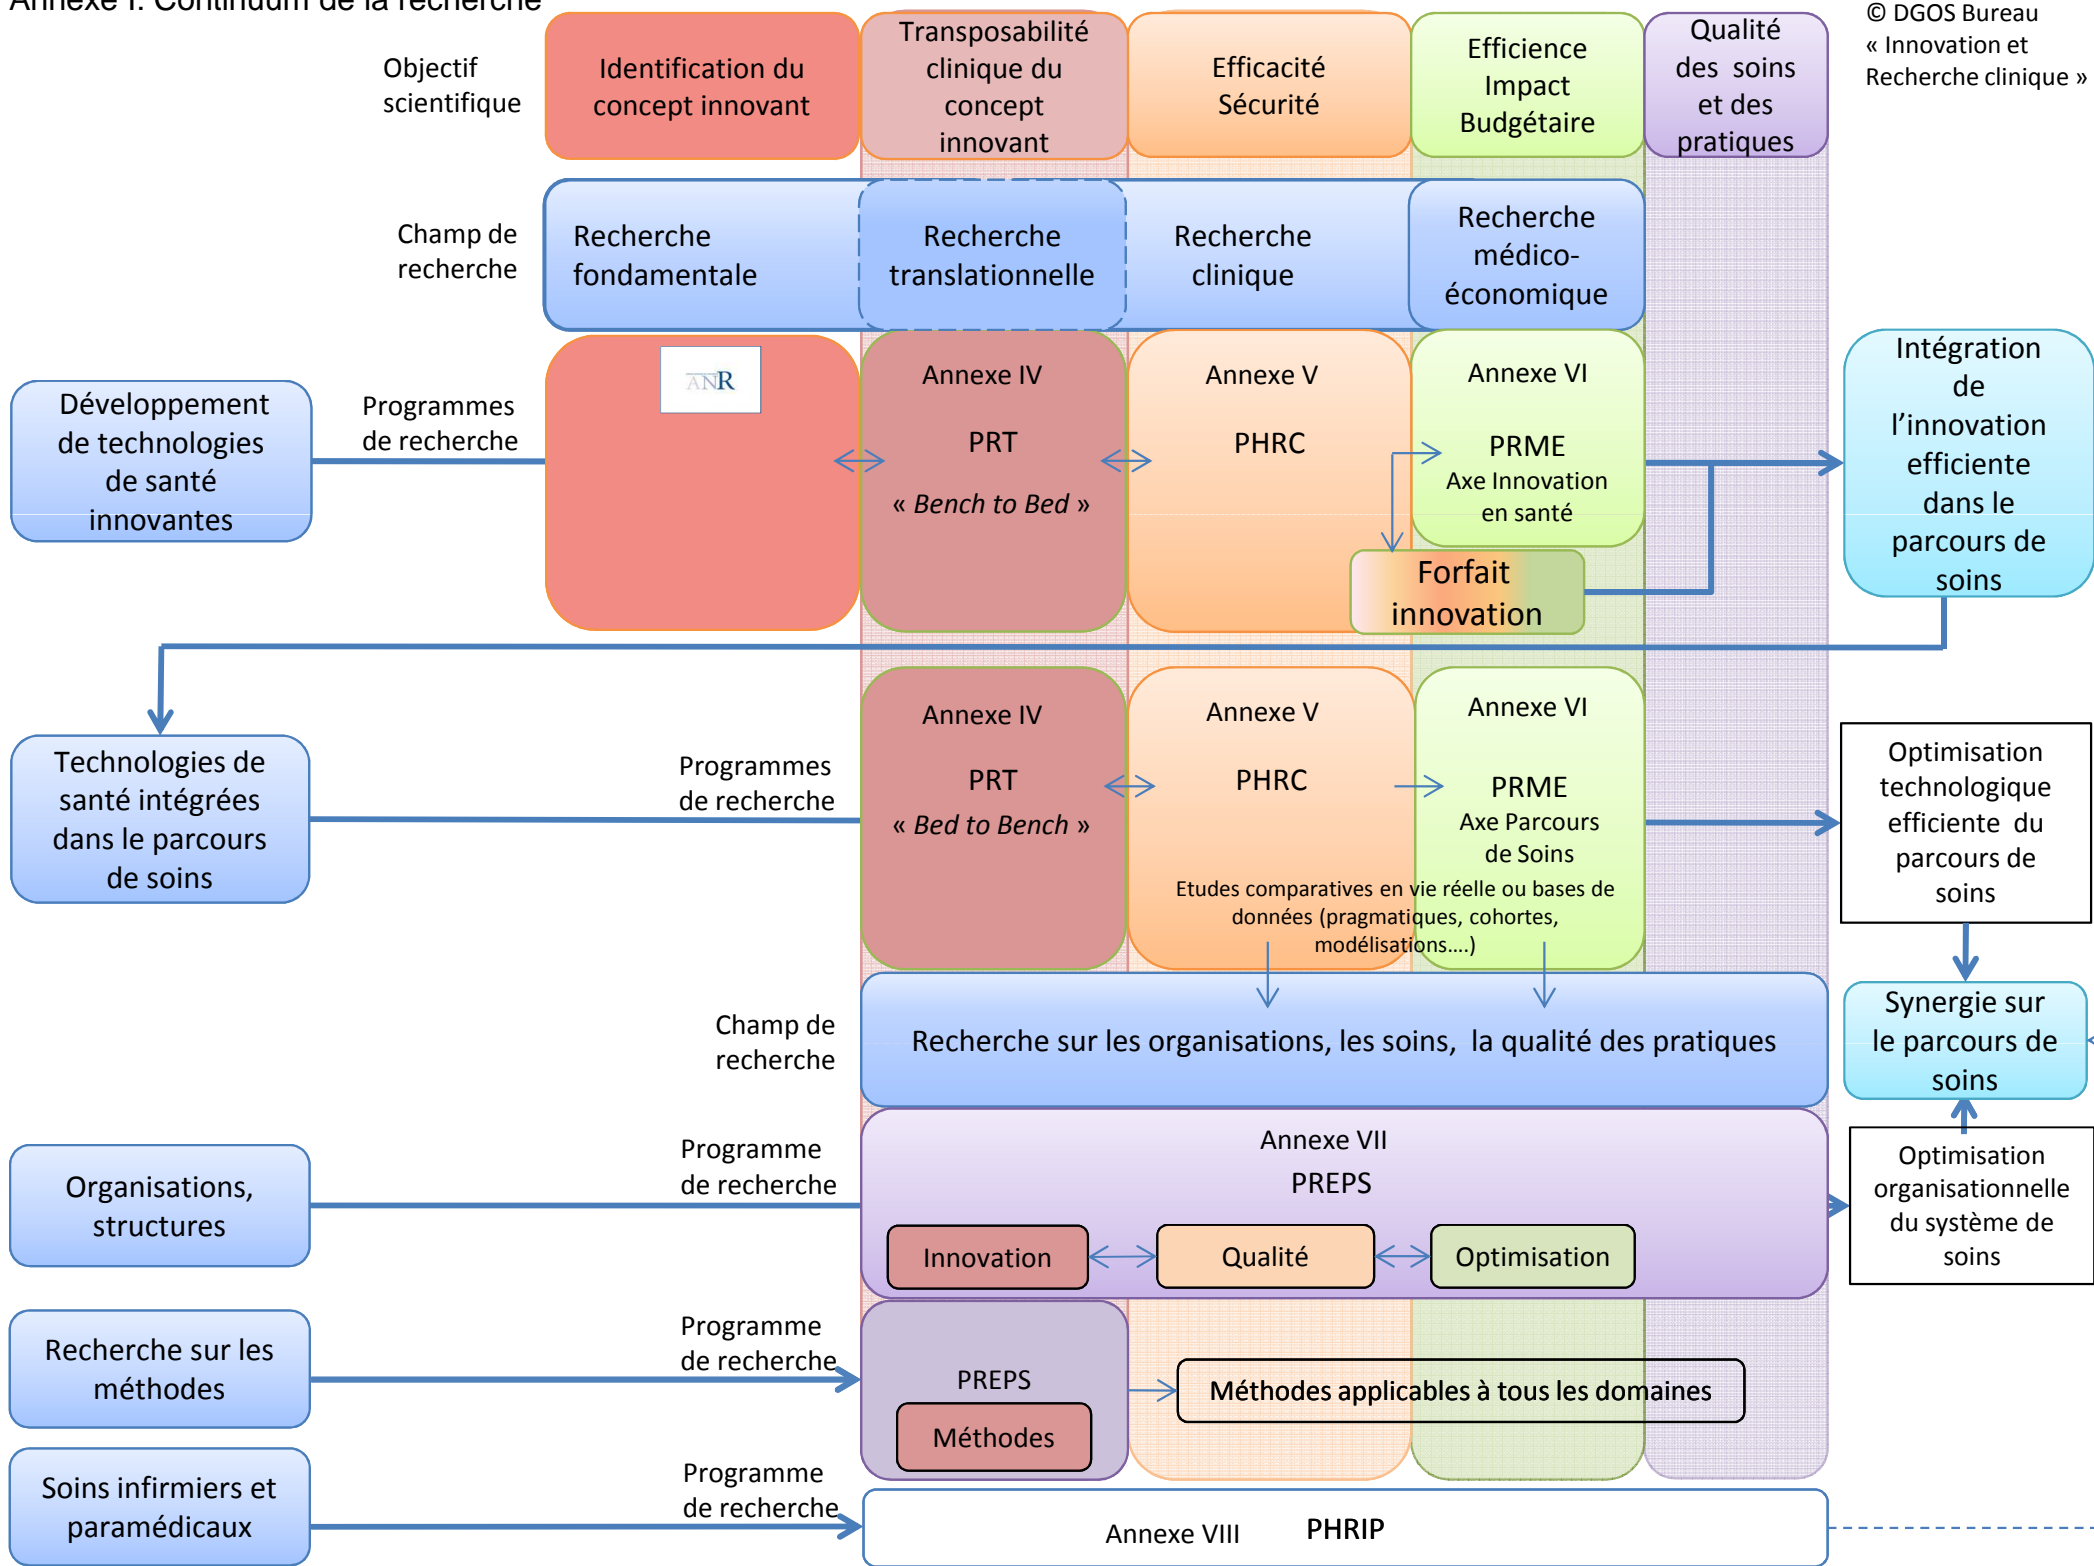 Annexe I. Continuum de la recherche
© DGOS Bureau
« Innovation et
Recherche clinique »
Objectif
scientifique
Identification du
concept innovant
Transposabilité
clinique du
concept
innovant
Efficacité
Sécurité
Efficience
Impact
Budgétaire
Qualité
des soins
et des
pratiques
Champ de
recherche
Recherche
fondamentale
Recherche
translationnelle
Recherche
clinique
Recherche
médico-
économique
Développement
de technologies
de santé
innovantes
Programmes
de recherche
ANR
Annexe IV
PRT
« Bench to Bed »
Annexe V
PHRC
Annexe VI
PRME
Axe Innovation
en santé
Forfait
innovation
Intégration
de
l’innovation
efficiente
dans le
parcours de
soins
Technologies de
santé intégrées
dans le parcours
de soins
Programmes
de recherche
Annexe IV
PRT
« Bed to Bench »
Annexe V
PHRC
Annexe VI
PRME
Axe Parcours
de Soins
Etudes comparatives en vie réelle ou bases de
données (pragmatiques, cohortes,
modélisations….)
Optimisation
technologique
efficiente du
parcours de
soins
Champ de
recherche
Recherche sur les organisations, les soins, la qualité des pratiques
Synergie sur
le parcours de
soins
Organisations,
structures
Programme
de recherche
Annexe VII
PREPS
Innovation
Qualité
Optimisation
Optimisation
organisationnelle
du système de
soins
Recherche sur les
méthodes
Programme
de recherche
PREPS
Méthodes
Méthodes applicables à tous les domaines
Soins infirmiers et
paramédicaux
Programme
de recherche
Annexe VIII PHRIP